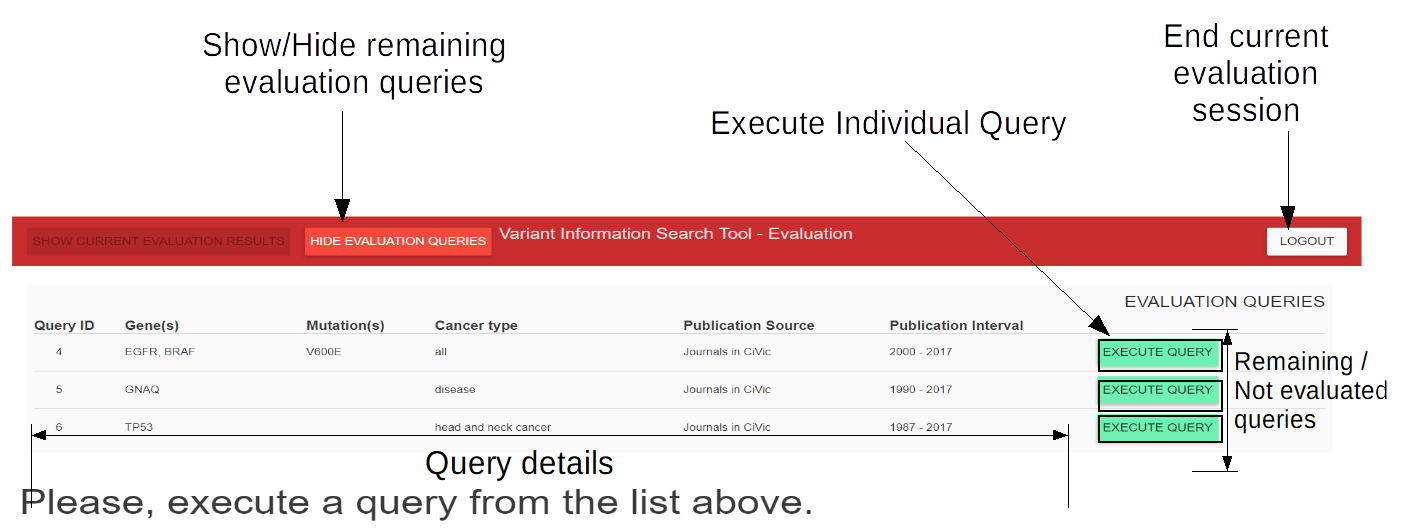 Show/Hide remaining
evaluation queries
End current
evaluation
session
Execute Individual Query
SHOW CURRENT EVALUATION RESULTS HIDE EVALUATION QUERIES Variant Information Search Tool - Evaluation LOGOUT
EVALUATION QUERIES
Query ID Gene(s) Mutation(s) Cancer type Publication Source Publication Interval
4 EGFR, BRAF V600E all Journals in CiVic 2000 - 2017 EXECUTE QUERY
5 GNAQ disease Journals in CiVic 1990 - 2017 EXECUTE QUERY
6 TP53 head and neck cancer Journals in CiVic 1987 - 2017 EXECUTE QUERY
Remaining /
Not evaluated
queries
Query details
Please, execute a query from the list above.